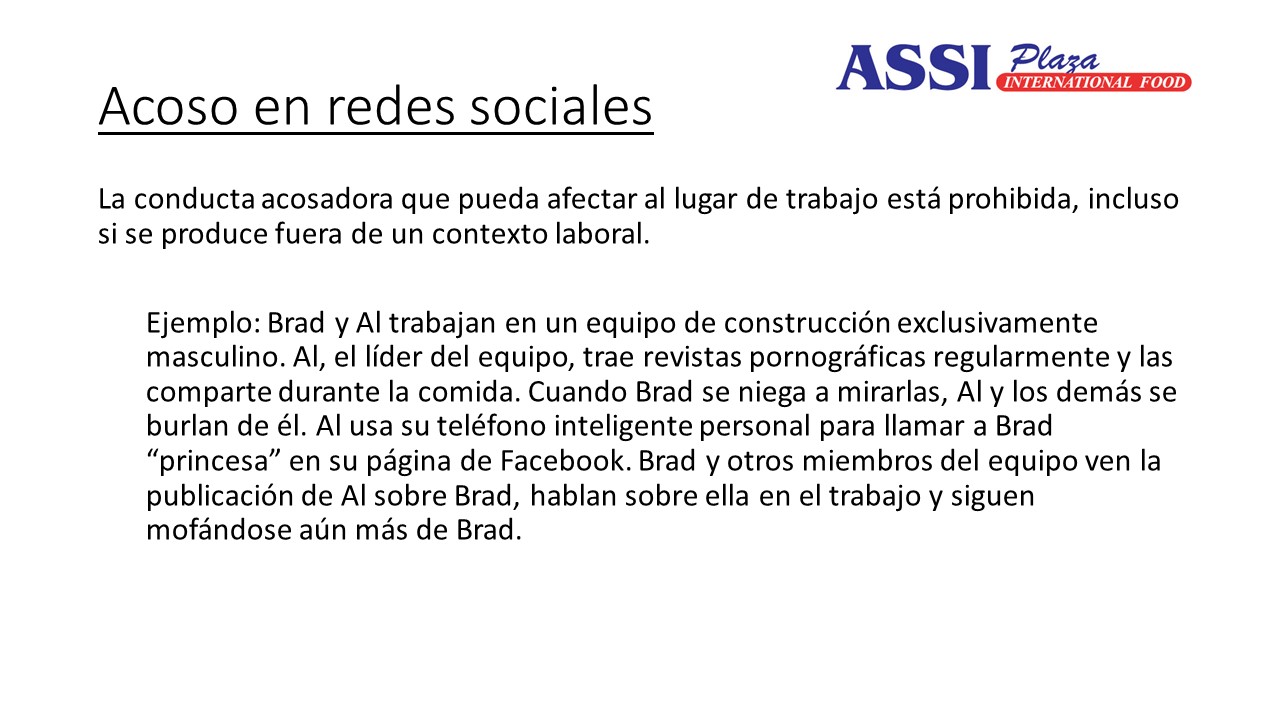 ASSI Plaza
INTERNATIONAL FOOD
Acoso en redes sociales
La conducta acosadora que pueda afectar al lugar de trabajo está prohibida, incluso
si se produce fuera de un contexto laboral.
Ejemplo: Brad y Al trabajan en un equipo de construcción exclusivamente
masculino. Al, el líder del equipo, trae revistas pornográficas regularmente y las
comparte durante la comida. Cuando Brad se niega a mirarlas, Al y los demás se
burlan de él. Al usa su teléfono inteligente personal para llamar a Brad
“princesa” en su página de Facebook. Brad y otros miembros del equipo ven la
publicación de Al sobre Brad, hablan sobre ella en el trabajo y siguen
mofándose aún más de Brad.